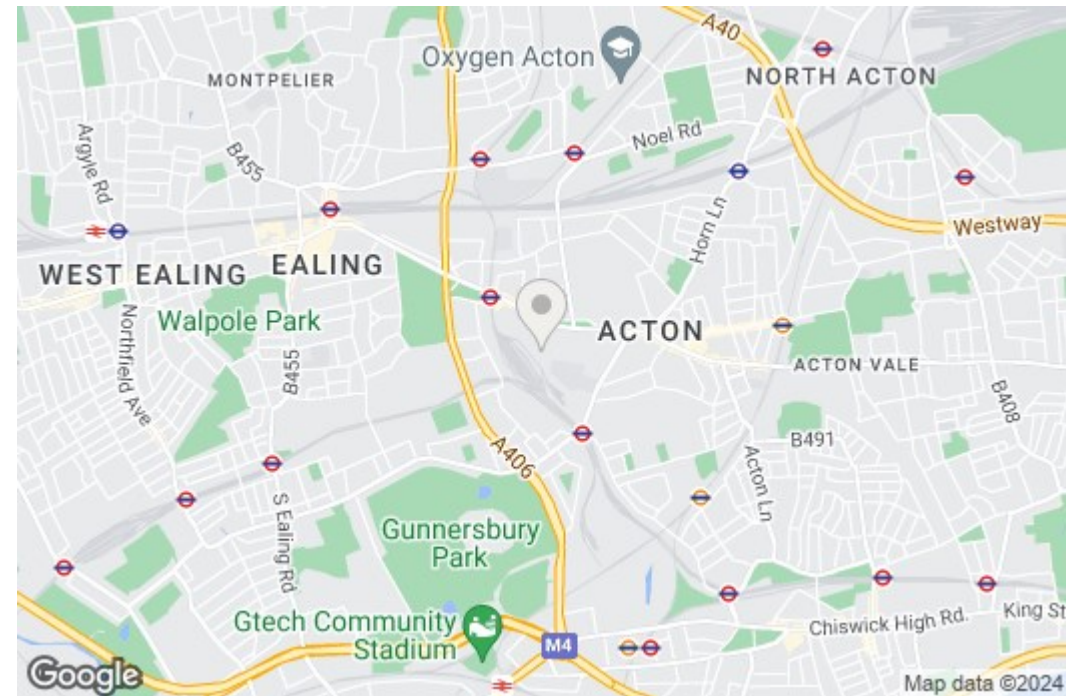 A40
Oxygen Acton
NORTH ACTON
MONTPELIER
Noel Rd
Argyle Rd
B455
Horn Ln
Westway
WEST EALING
EALING
Walpole Park
ACTON
Northfield Ave
B455
ACTON VALE
B408
B491
A406
Acton Ln
S Ealing Rd
Gunnersbury
Park
Gtech Community
Stadium
M4
Chiswick High Rd.
King St
Google
Map data ©2024